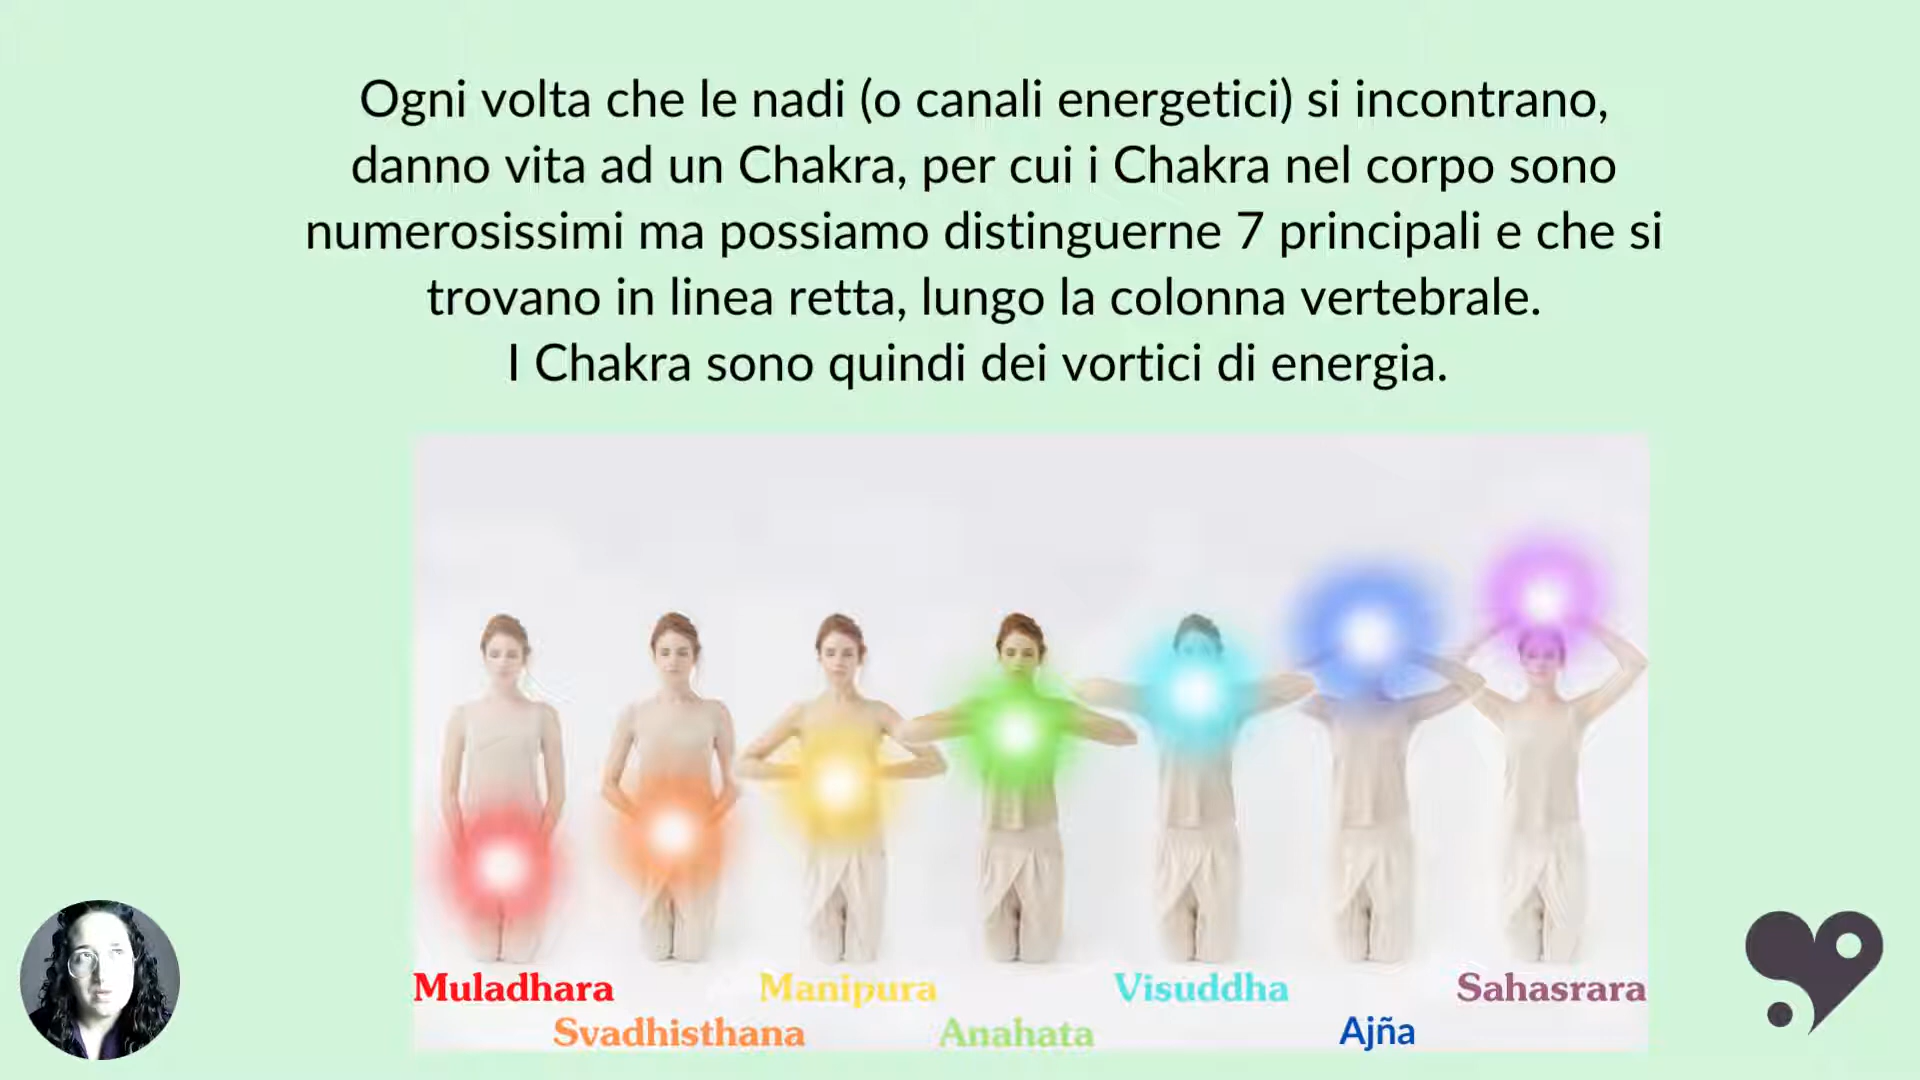 Ogni volta che le nadi (o canali energetici) si incontrano,
danno vita ad un Chakra, per cui i Chakra nel corpo sono
numerosissimi ma possiamo distinguerne 7 principali e che si
trovano in linea retta, lungo la colonna vertebrale.
I Chakra sono quindi dei vortici di energia.
Muladhara
Svadhisthana
Manipura
Anahata
Visuddha
Ajña
Sahasrara